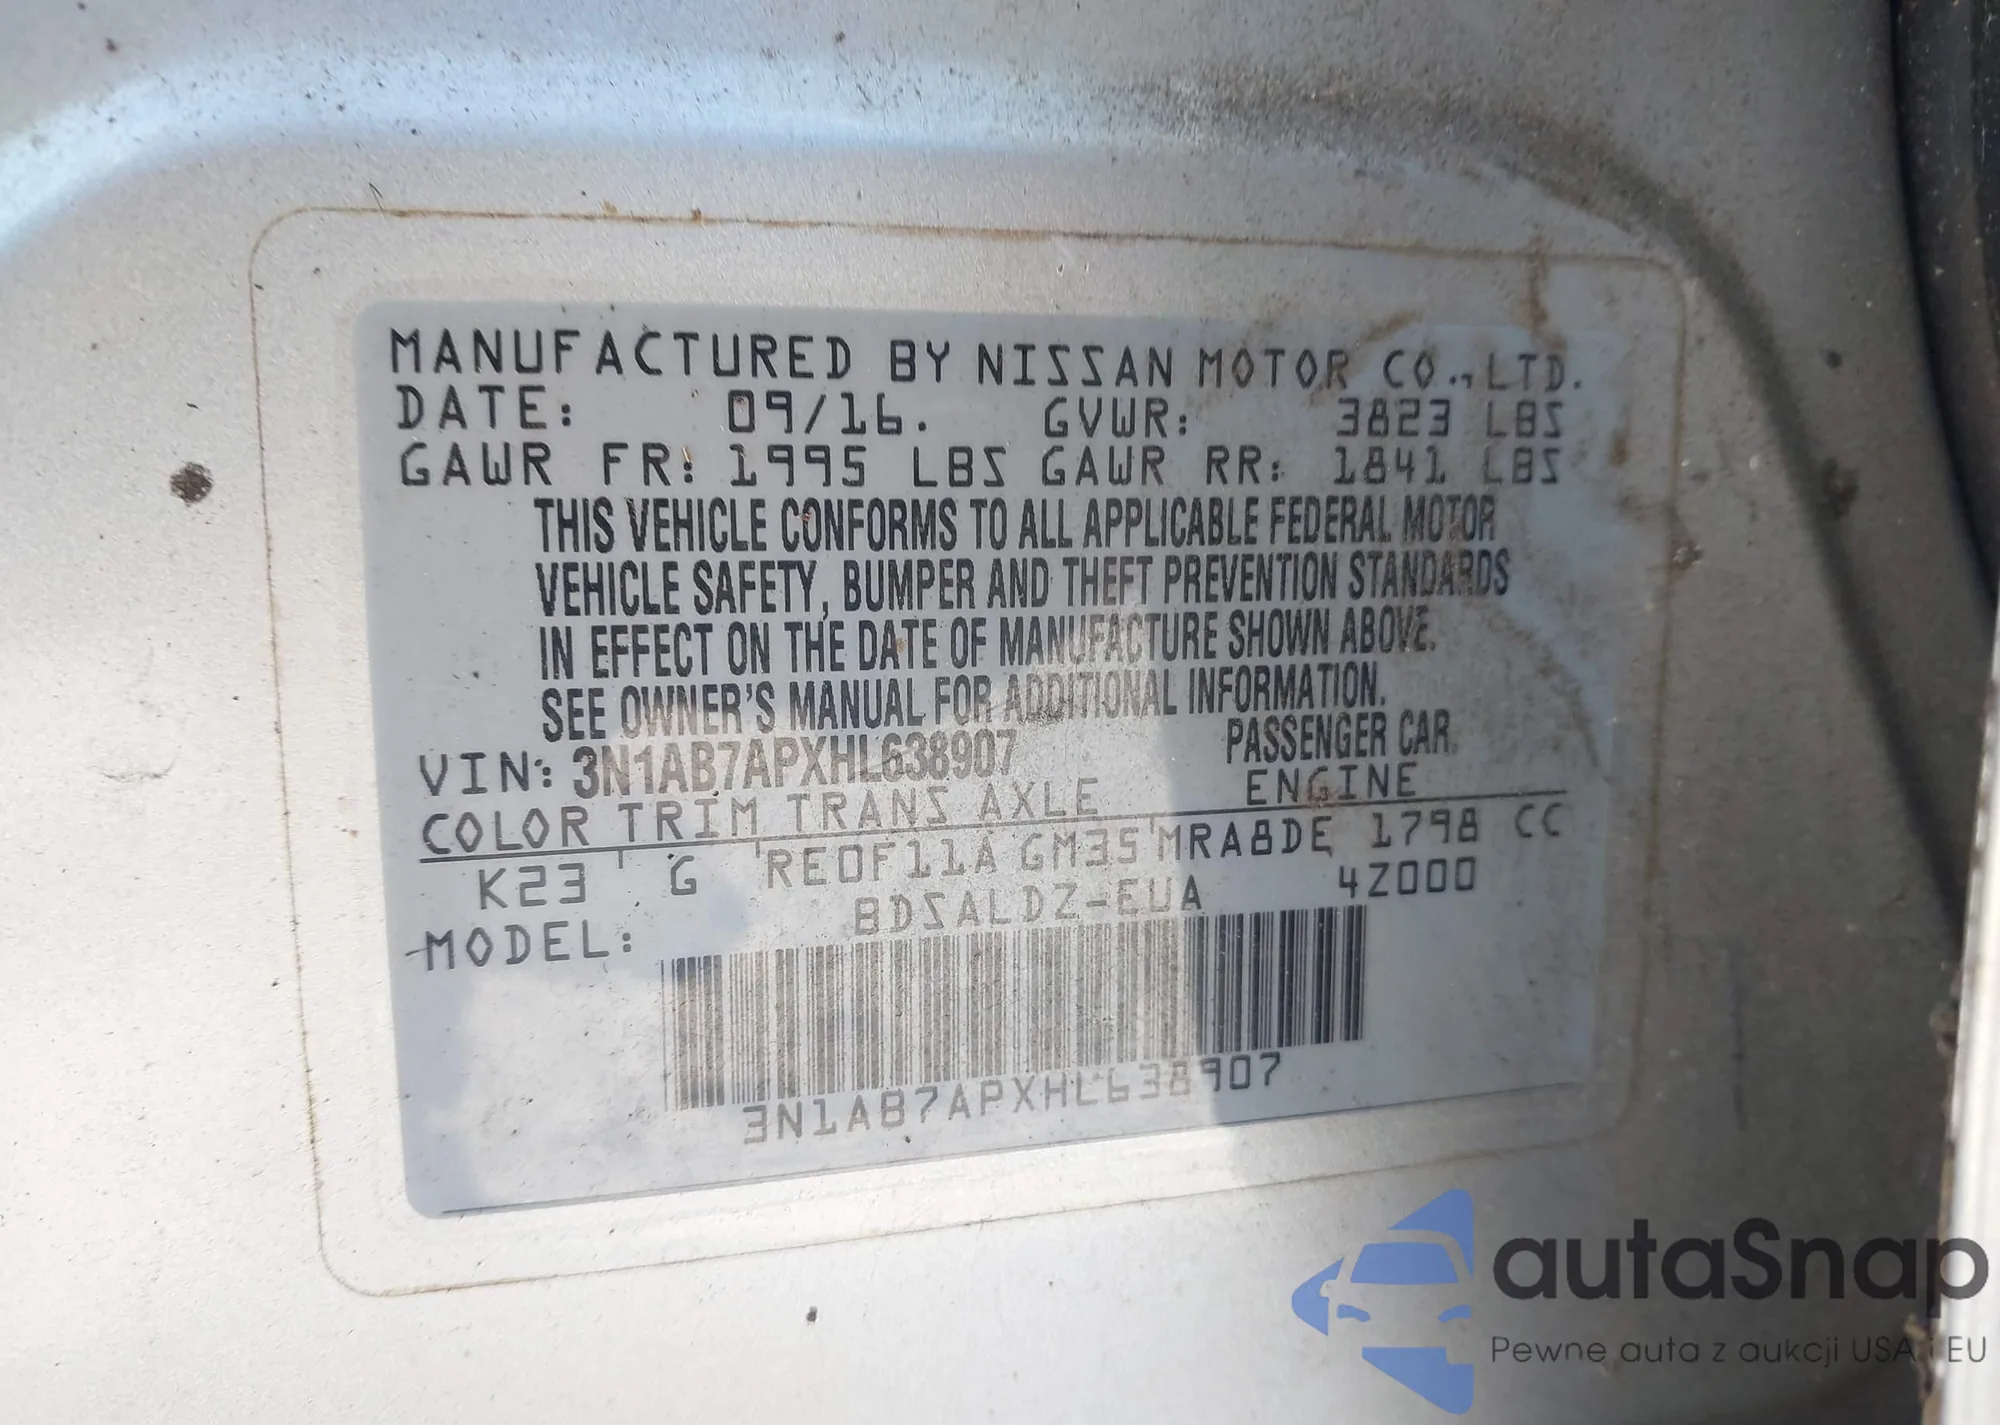 MANUFACTURED BY NISSAN MOTOR CO., LTD.
DATE: 09/16. GVWR: 3823 LBS
GAWR FR: 1995 LBS GAWR RR: 1841 LBS
THIS VEHICLE CONFORMS TO ALL APPLICABLE FEDERAL MOTOR
VEHICLE SAFETY, BUMPER AND THEFT PREVENTION STANDARDS
IN EFFECT ON THE DATE OF MANUFACTURE SHOWN ABOVE.
SEE OWNER'S MANUAL FOR ADDITIONAL INFORMATION.
VIN: 3N1AB7APXHL638907 PASSENGER CAR.
COLOR TRIM TRANS AXLE ENGINE
K23 G RE0F11A GM35 MRA8DE 1798 CC
MODEL: BDSALDZ-EUA 4Z000
3N1AB7APXHL638907
autaSnap
Pewne auta z aukcji USA i EU